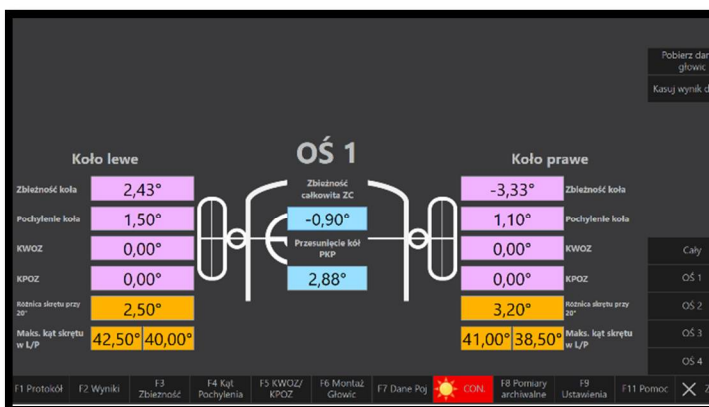 Pobierz dan
głowic
Kasuj wynik d
OŚ 1
Koło lewe
Koło prawe
Zbieżność koła 2,43°
Zbieżność
całkowita ZC
-3,33° Zbieżność koła
Pochylenie koła 1,50°
-0,90°
1,10° Pochylenie koła
KWOZ 0,00°
Przesunięcie kół
PKP
0,00° KWOZ
KPOZ 0,00°
2,88°
0,00° KPOZ
Różnica skrętu przy
20°
2,50°
3,20°
Różnica skrętu przy
20°
Maks. kąt skrętu
w L/P
42,50° 40,00°
41,00° 38,50°
Maks. kąt skrętu
w L/P
Cały
OŚ 1
OŚ 2
OŚ 3
OŚ 4
F1 Protokół
F2 Wyniki
F3
Zbieżność
F4 Kąt
Pochylenia
F5 KWOZ/
KPOZ
F6 Montaż
Głowic
F7 Dane Poj
CON.
F8 Pomiary
archiwalne
F9
Ustawienia
F11 Pomoc
Z